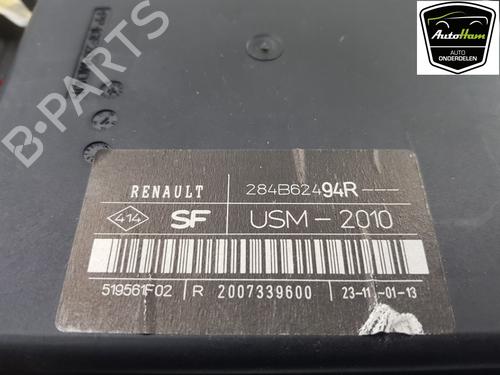 AutoHam
AUTO
ONDERDELEN
B-PARTS
RENAULT 284B62494R---
414 SF USM-2010
519561F02 R 2007339600 23-11-01-13